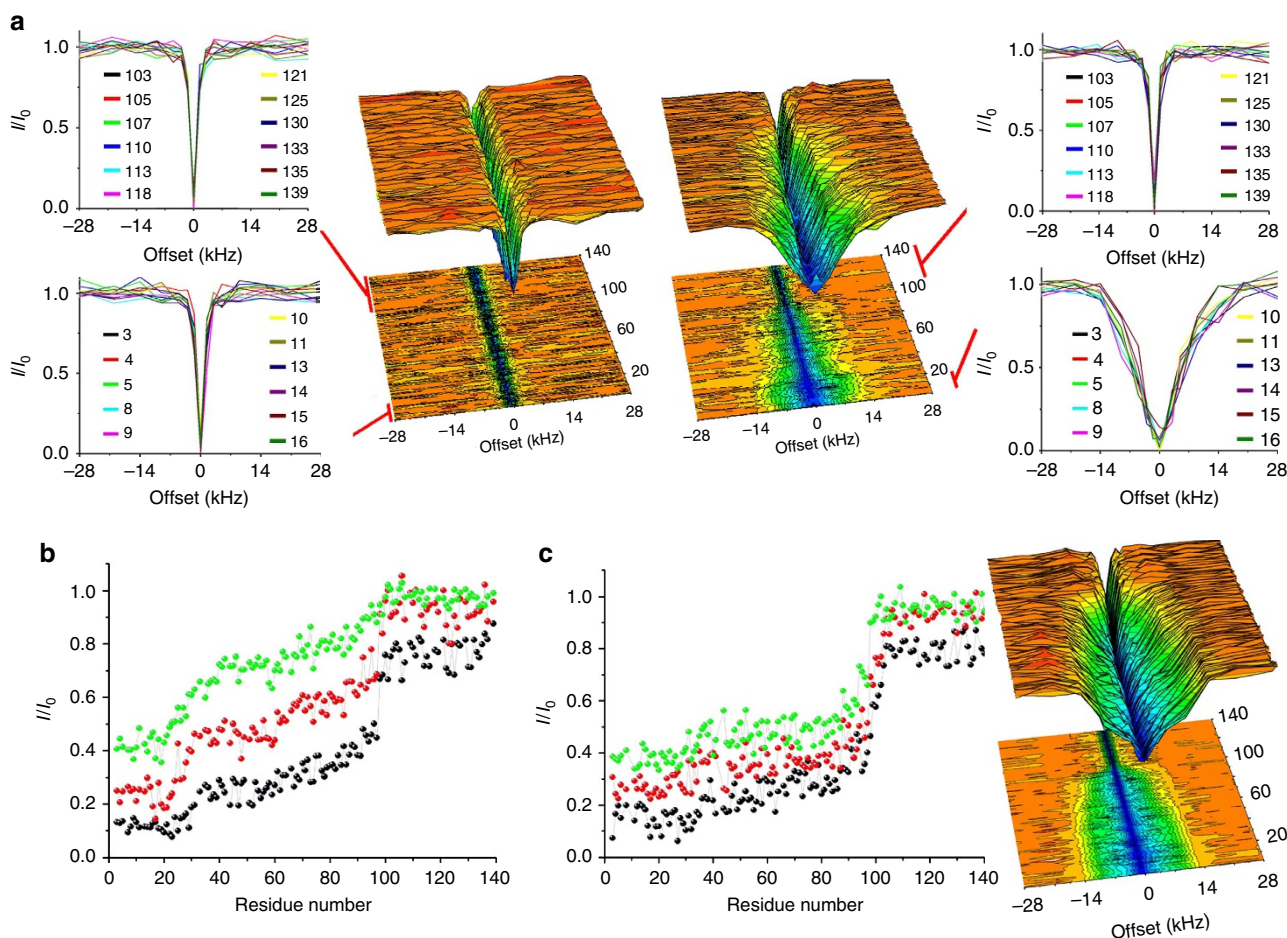 a
I/I0
1.0
0.5
0.0
103 121
105 125
107 130
110 133
113 135
118 139
–28 –14 0 14 28
Offset (kHz)
I/I0
1.0
0.5
0.0
3 10
4 11
5 13
8 14
9 15
16
–28 –14 0 14 28
Offset (kHz)
140
100
60
20
–28 –14 0 14 28
Offset (kHz)
140
100
60
20
–28 –14 0 14 28
Offset (kHz)
I/I0
1.0
0.5
0.0
103 121
105 125
107 130
110 133
113 135
118 139
–28 –14 0 14 28
Offset (kHz)
I/I0
1.0
0.5
0.0
3 10
4 11
5 13
8 14
9 15
16
–28 –14 0 14 28
Offset (kHz)
b
I/I0
1.0
0.8
0.6
0.4
0.2
0.0
0 20 40 60 80 100 120 140
Residue number
c
I/I0
1.0
0.8
0.6
0.4
0.2
0.0
0 20 40 60 80 100 120 140
Residue number
140
100
60
20
–28 –14 0 14 28
Offset (kHz)